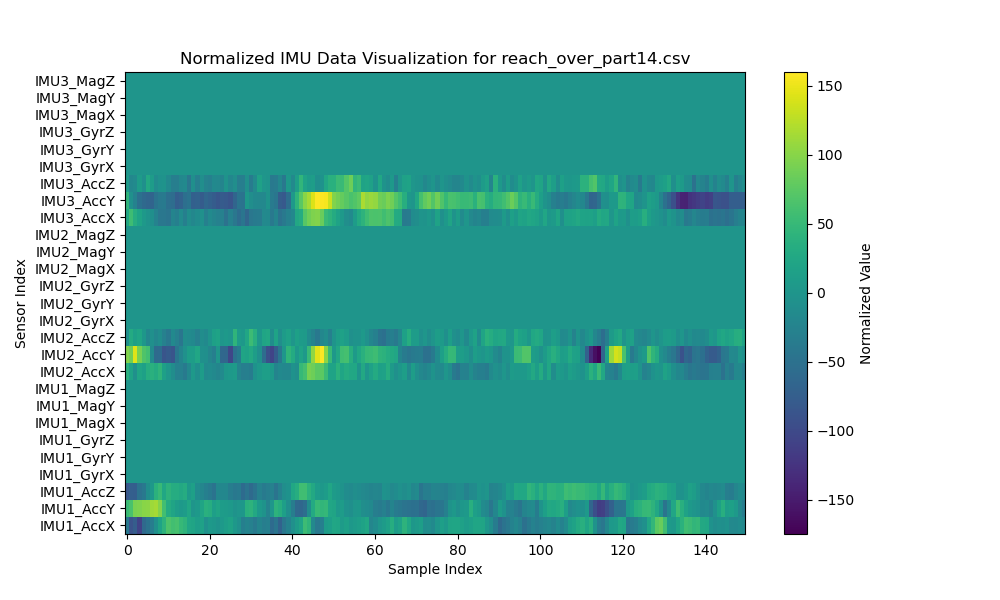 Normalized IMU Data Visualization for reach_over_part14.csv
IMU3_MagZ
IMU3_MagY
IMU3_MagX
IMU3_GyrZ
IMU3_GyrY
IMU3_GyrX
IMU3_AccZ
IMU3_AccY
IMU3_AccX
IMU2_MagZ
IMU2_MagY
IMU2_MagX
IMU2_GyrZ
IMU2_GyrY
IMU2_GyrX
IMU2_AccZ
IMU2_AccY
IMU2_AccX
IMU1_MagZ
IMU1_MagY
IMU1_MagX
IMU1_GyrZ
IMU1_GyrY
IMU1_GyrX
IMU1_AccZ
IMU1_AccY
IMU1_AccX
Sensor Index
0 20 40 60 80 100 120 140
Sample Index
150
100
50
0
−50
−100
−150
Normalized Value